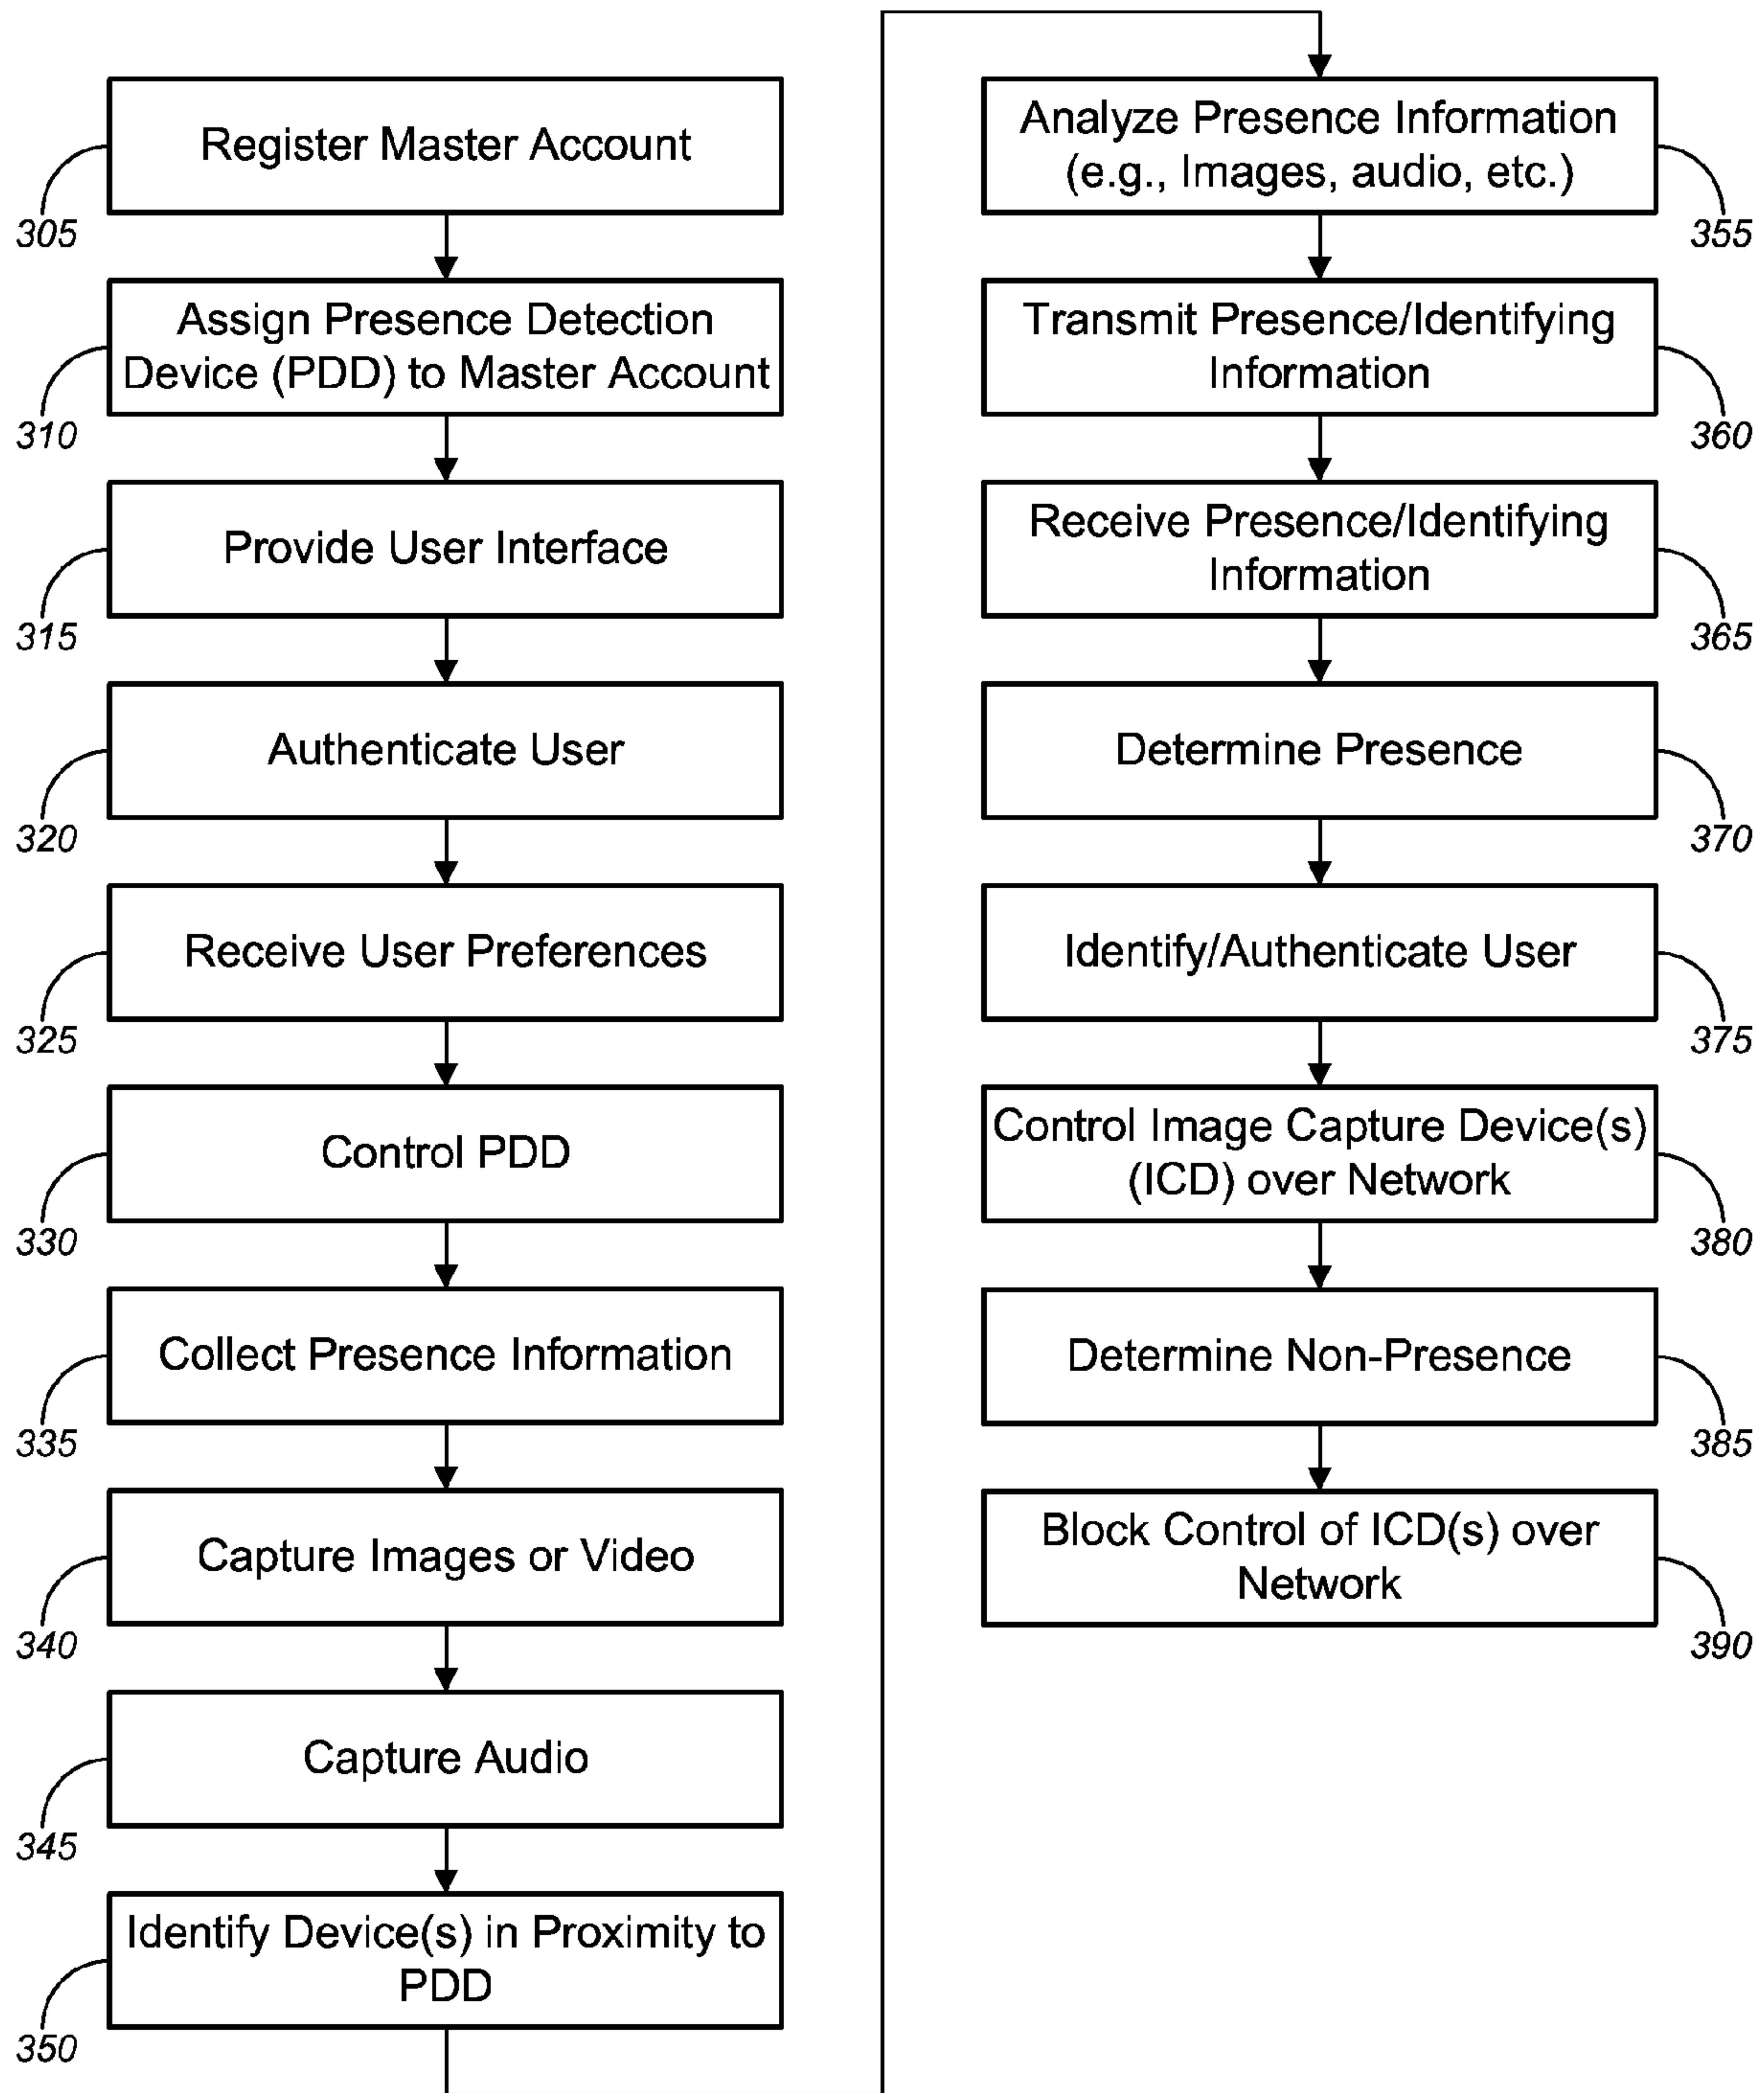 Register Master Account
305
Assign Presence Detection
Device (PDD) to Master Account
310
Provide User Interface
315
Authenticate User
320
Receive User Preferences
325
Control PDD
330
Collect Presence Information
335
Capture Images or Video
340
Capture Audio
345
Identify Device(s) in Proximity to
PDD
350
Analyze Presence Information
(e.g., Images, audio, etc.)
355
Transmit Presence/Identifying
Information
360
Receive Presence/Identifying
Information
365
Determine Presence
370
Identify/Authenticate User
375
Control Image Capture Device(s)
(ICD) over Network
380
Determine Non-Presence
385
Block Control of ICD(s) over
Network
390